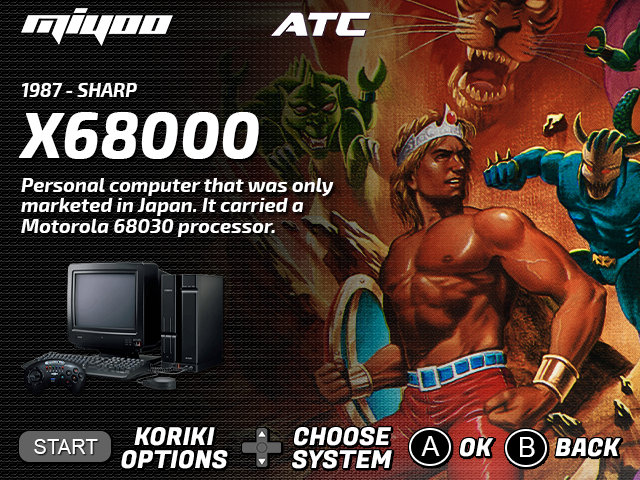 MIYOO
ATC
1987 - SHARP
X68000
Personal computer that was only
marketed in Japan. It carried a
Motorola 68030 processor.
START
KORIKI
OPTIONS
CHOOSE
SYSTEM
A
OK
B
BACK